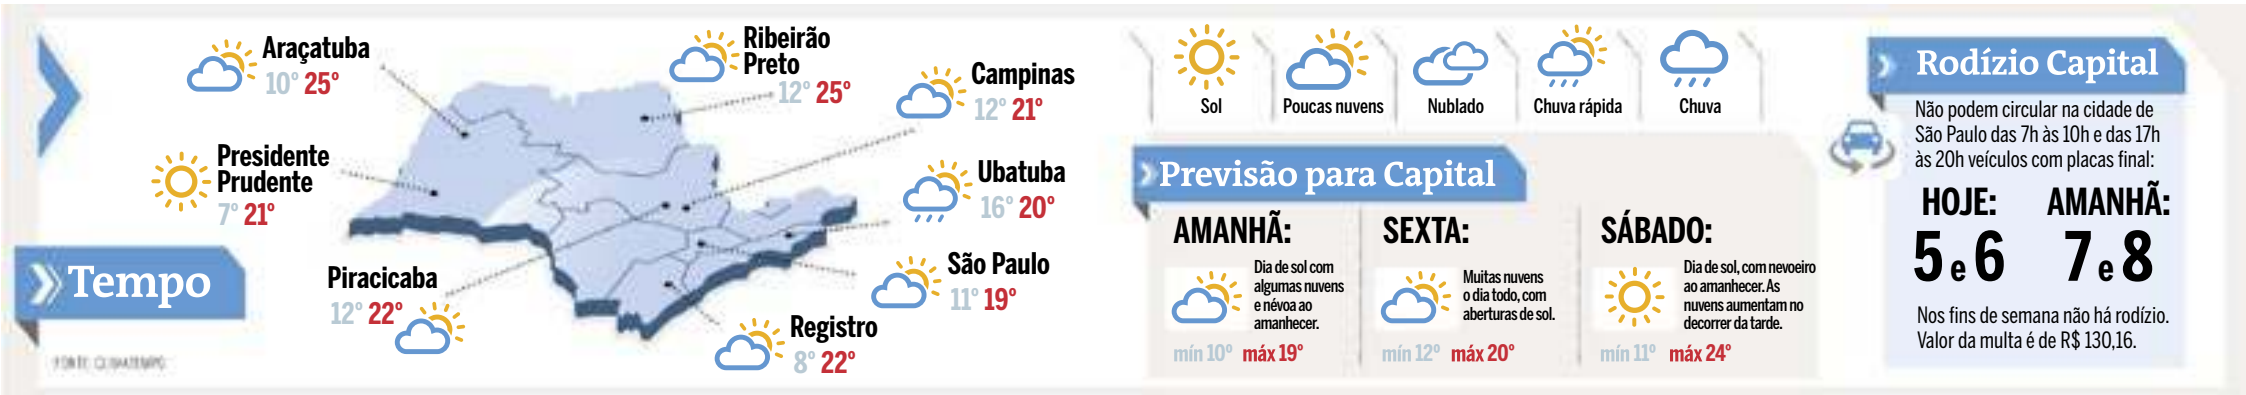 Tempo
FONTE: CLIMATEMPO
Araçatuba
10° 25°
Presidente
Prudente
7° 21°
Piracicaba
12° 22°
Ribeirão
Preto
12° 25°
Campinas
12° 21°
Ubatuba
16° 20°
São Paulo
11° 19°
Registro
8° 22°
Sol
Poucas nuvens
Nublado
Chuva rápida
Chuva
Previsão para Capital
AMANHÃ:
Dia de sol com
algumas nuvens
e névoa ao
amanhecer.
mín 10° máx 19°
SEXTA:
Muitas nuvens
o dia todo, com
aberturas de sol.
mín 12° máx 20°
SÁBADO:
Dia de sol, com nevoeiro
ao amanhecer. As
nuvens aumentam no
decorrer da tarde.
mín 11° máx 24°
Rodízio Capital
Não podem circular na cidade de
São Paulo das 7h às 10h e das 17h
às 20h veículos com placas final:
HOJE:
5 e 6
AMANHÃ:
7 e 8
Nos fins de semana não há rodízio.
Valor da multa é de R$ 130,16.